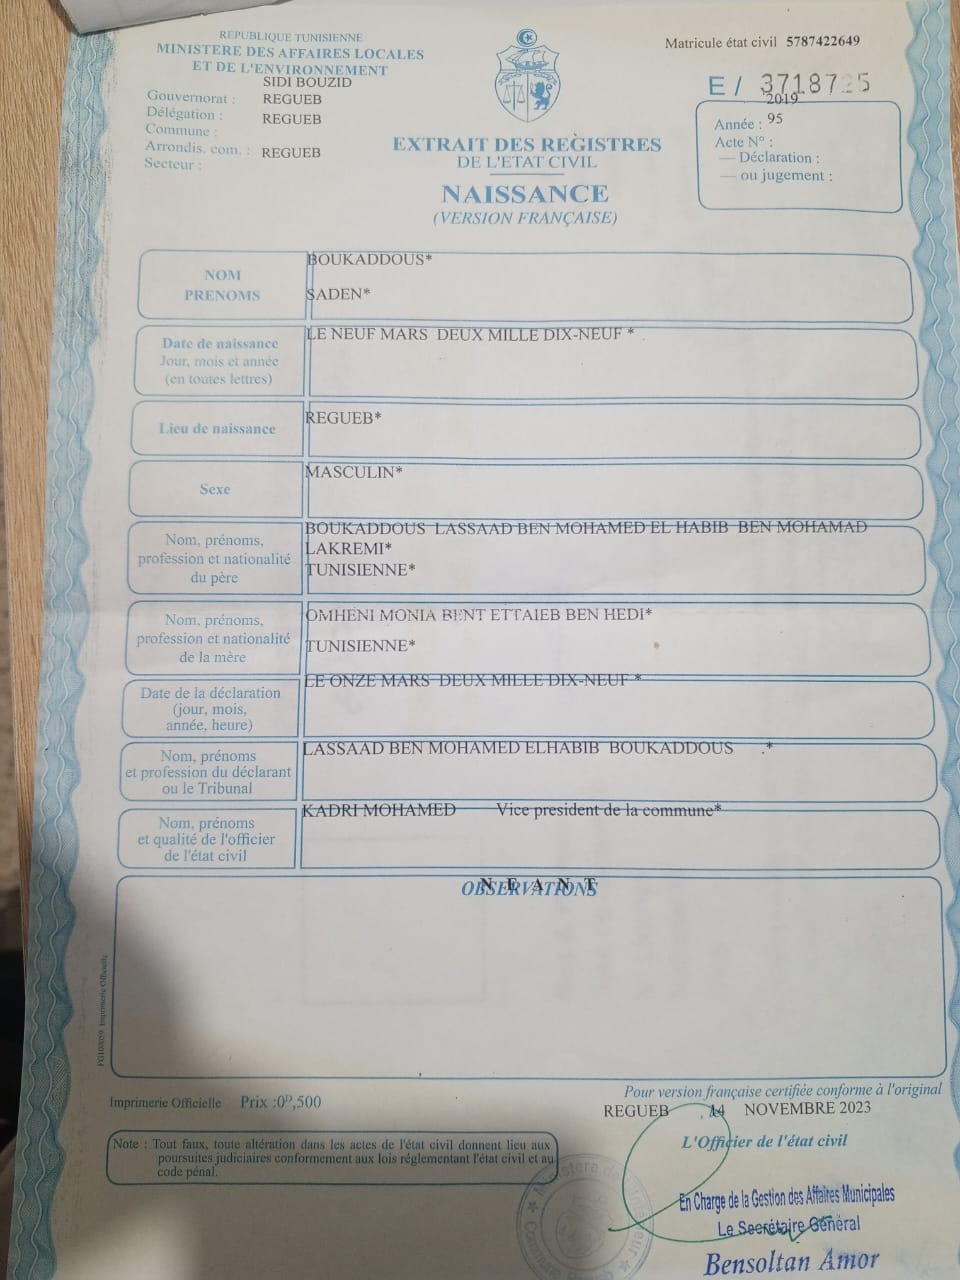 REPUBLIQUE TUNISIENNE
MINISTERE DES AFFAIRES LOCALES
ET DE L'ENVIRONNEMENT
SIDI BOUZID
Gouvernorat : REGUEB
Délégation :
Commune : REGUEB
Arrondis. com. : REGUEB
Secteur :
Matricule état civil 5787422649
E / 3718725
2019
Année : 95
Acte N° :
— Déclaration :
— ou jugement :
EXTRAIT DES REGISTRES
DE L'ETAT CIVIL
NAISSANCE
(VERSION FRANÇAISE)
NOM BOUKADDOUS*
PRENOMS SADEN*
Date de naissance LE NEUF MARS DEUX MILLE DIX-NEUF *
Jour, mois et année
(en toutes lettres)
Lieu de naissance REGUEB*
Sexe MASCULIN*
Nom, prénoms, BOUKADDOUS LASSAAD BEN MOHAMED EL HABIB BEN MOHAMAD
profession et nationalité LAKREMI*
du père TUNISIENNE*
Nom, prénoms, OMHENI MONIA BENT ETTAIEB BEN HEDI*
profession et nationalité TUNISIENNE*
de la mère
Date de la déclaration LE ONZE MARS DEUX MILLE DIX-NEUF *
(jour, mois,
année, heure)
Nom, prénoms LASSAAD BEN MOHAMED ELHABIB BOUKADDOUS .*
et profession du déclarant
ou le Tribunal
Nom, prénoms KADRI MOHAMED Vice president de la commune*
et qualité de l'officier
de l'état civil
OBSERVATIONS
N E A N T
Imprimerie Officielle Prix :0D,500
Pour version française certifiée conforme à l'original
REGUEB , 14 NOVEMBRE 2023
L'Officier de l'état civil
Note : Tout faux, toute altération dans les actes de l'état civil donnent lieu aux
poursuites judiciaires conformement aux lois réglementant l'état civil et au
code pénal.
En Charge de la Gestion des Affaires Municipales
Le Secrétaire Général
Bensoltan Amor